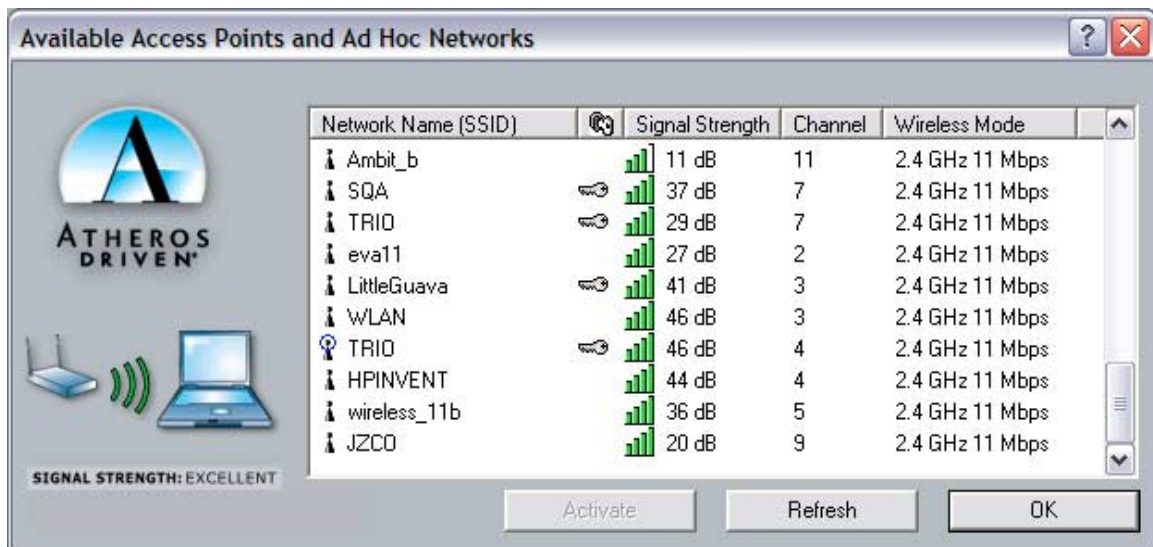 Available Access Points and Ad Hoc Networks
?
ATHEROS
DRIVEN
SIGNAL STRENGTH: EXCELLENT
Network Name (SSID) Signal Strength Channel Wireless Mode
Ambit_b 11 dB 11 2.4 GHz 11 Mbps
SQA 37 dB 7 2.4 GHz 11 Mbps
TRIO 29 dB 7 2.4 GHz 11 Mbps
eva11 27 dB 2 2.4 GHz 11 Mbps
LittleGuava 41 dB 3 2.4 GHz 11 Mbps
WLAN 46 dB 3 2.4 GHz 11 Mbps
TRIO 46 dB 4 2.4 GHz 11 Mbps
HPINVENT 44 dB 4 2.4 GHz 11 Mbps
wireless_11b 36 dB 5 2.4 GHz 11 Mbps
JZCO 20 dB 9 2.4 GHz 11 Mbps
Activate Refresh OK